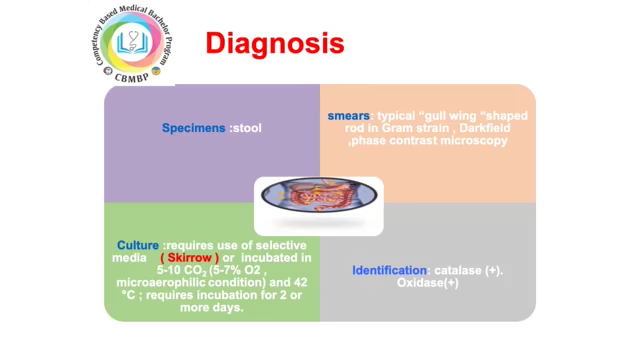 Competency Based Medical Bachelor Program
CBMBP
Diagnosis
Specimens :stool
smears: typical “gull wing “shaped
rod in Gram strain , Darkfield
,phase contrast microscopy
Culture :requires use of selective
media ( Skirrow ) or incubated in
5-10 CO2 (5-7% O2 ,
microaerophilic condition) and 42
°C ; requires incubation for 2 or
more days.
Identification: catalase (+).
Oxidase(+)